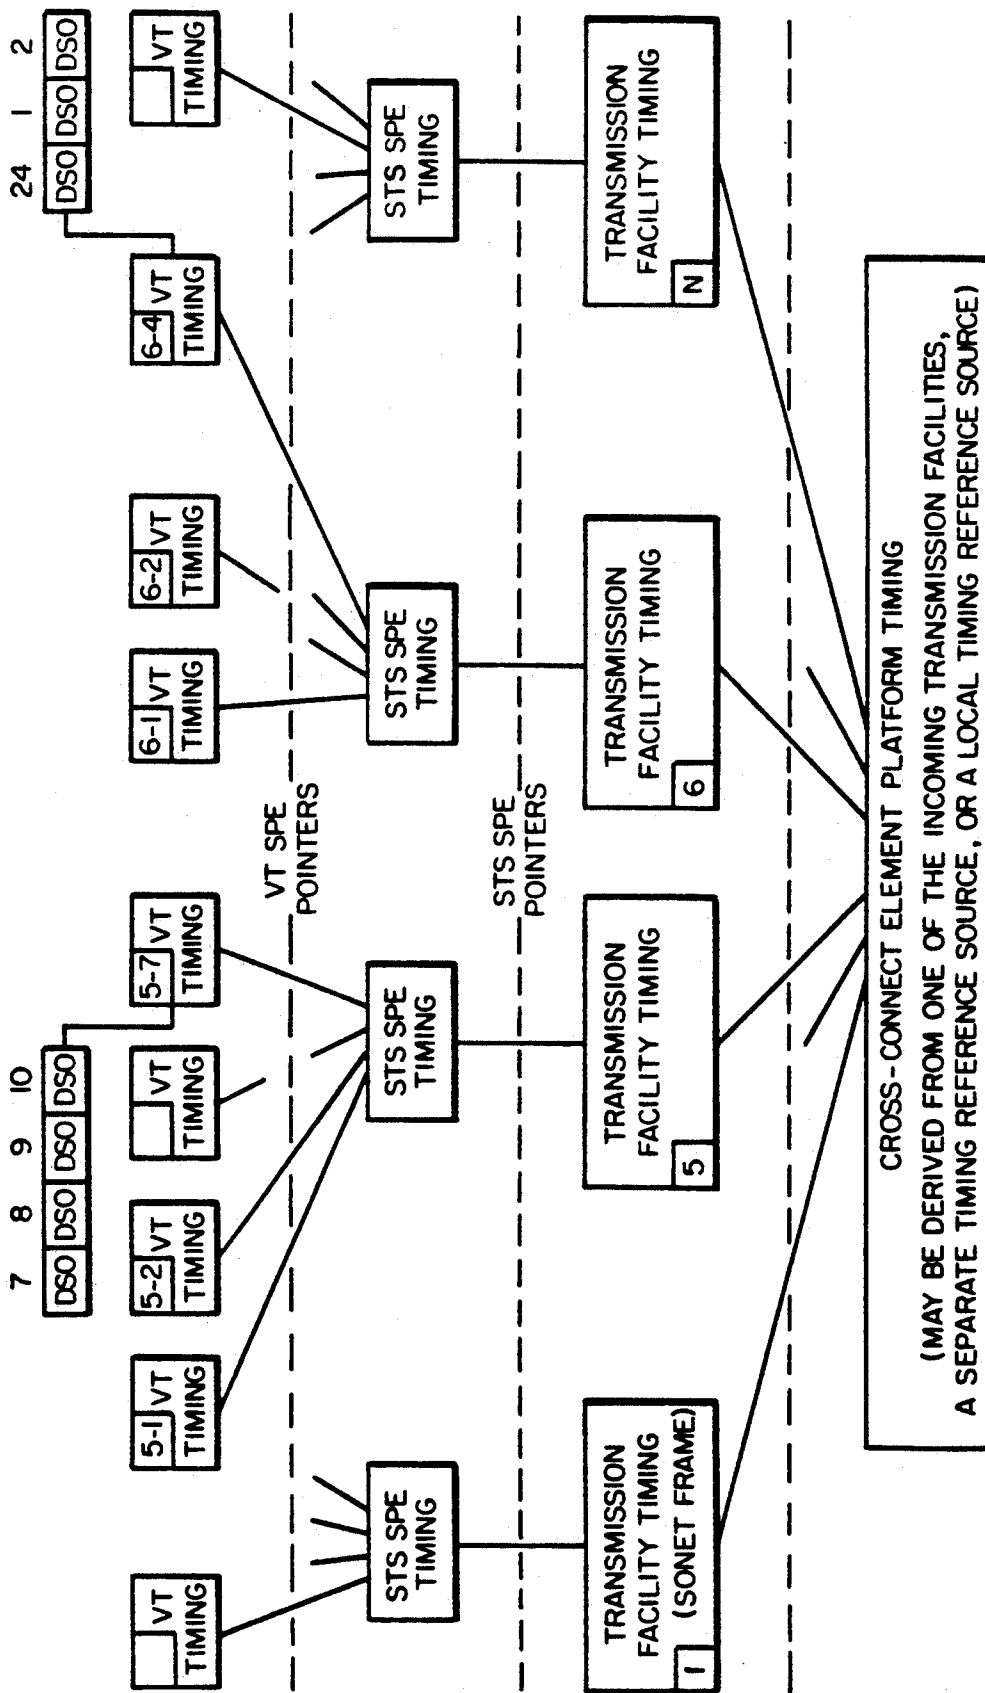 7 8 9 10
DSO DSO DSO DSO
24 1 2
DSO DSO DSO
VT
TIMING
5-1 VT
TIMING
5-2 VT
TIMING
VT
TIMING
5-7 VT
TIMING
6-1 VT
TIMING
6-2 VT
TIMING
6-4 VT
TIMING
VT
TIMING
VT SPE
POINTERS
STS SPE
TIMING
STS SPE
TIMING
STS SPE
TIMING
STS SPE
TIMING
STS SPE
POINTERS
TRANSMISSION
FACILITY TIMING
(SONET FRAME)
1
TRANSMISSION
FACILITY TIMING
5
TRANSMISSION
FACILITY TIMING
6
TRANSMISSION
FACILITY TIMING
N
CROSS-CONNECT ELEMENT PLATFORM TIMING
(MAY BE DERIVED FROM ONE OF THE INCOMING TRANSMISSION FACILITIES,
A SEPARATE TIMING REFERENCE SOURCE, OR A LOCAL TIMING REFERENCE SOURCE)